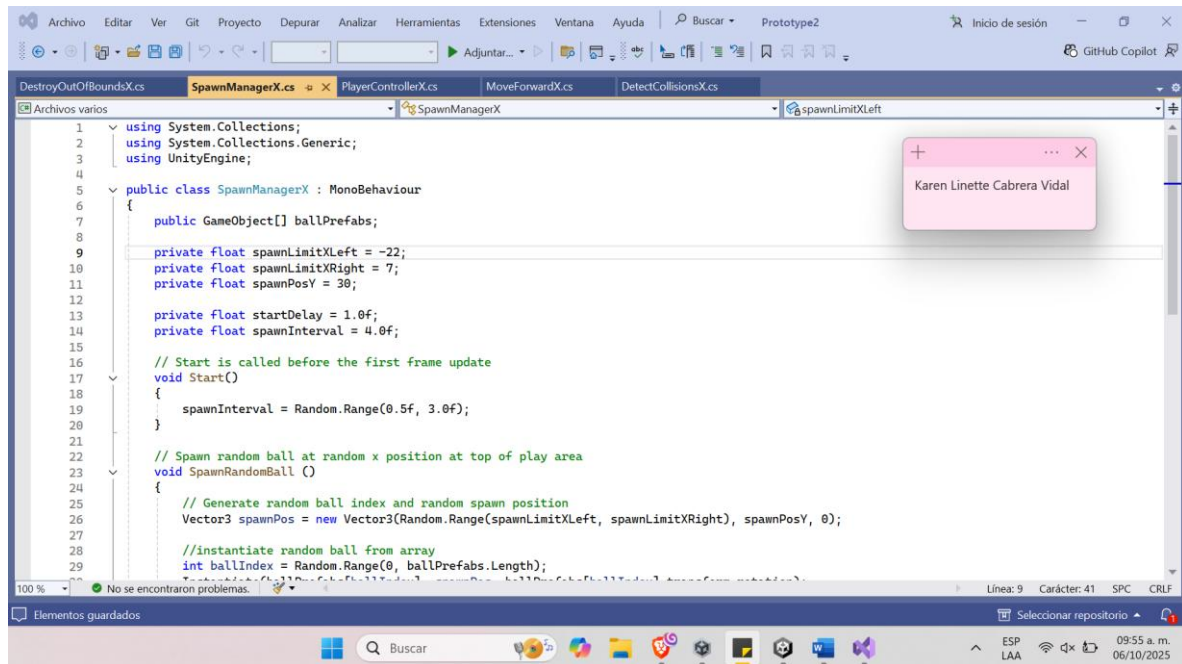 Archivo Editar Ver Git Proyecto Depurar Analizar Herramientas Extensiones Ventana Ayuda Buscar Prototype2 Inicio de sesión
Adjuntar... GitHub Copilot
DestroyOutOfBoundsX.cs SpawnManagerX.cs PlayerControllerX.cs MoveForwardX.cs DetectCollisionsX.cs
Archivos varios SpawnManagerX spawnLimitXLeft
1 using System.Collections;
2 using System.Collections.Generic;
3 using UnityEngine;
4
5 public class SpawnManagerX : MonoBehaviour
6 {
7 public GameObject[] ballPrefabs;
8
9 private float spawnLimitXLeft = -22;
10 private float spawnLimitXRight = 7;
11 private float spawnPosY = 30;
12
13 private float startDelay = 1.0f;
14 private float spawnInterval = 4.0f;
15
16 // Start is called before the first frame update
17 void Start()
18 {
19 spawnInterval = Random.Range(0.5f, 3.0f);
20 }
21
22 // Spawn random ball at random x position at top of play area
23 void SpawnRandomBall ()
24 {
25 // Generate random ball index and random spawn position
26 Vector3 spawnPos = new Vector3(Random.Range(spawnLimitXLeft, spawnLimitXRight), spawnPosY, 0);
27
28 //instantiate random ball from array
29 int ballIndex = Random.Range(0, ballPrefabs.Length);
Karen Linette Cabrera Vidal
100 % No se encontraron problemas. Línea: 9 Carácter: 41 SPC CRLF
Elementos guardados Seleccionar repositorio
Buscar ESP LAA 09:55 a. m. 06/10/2025